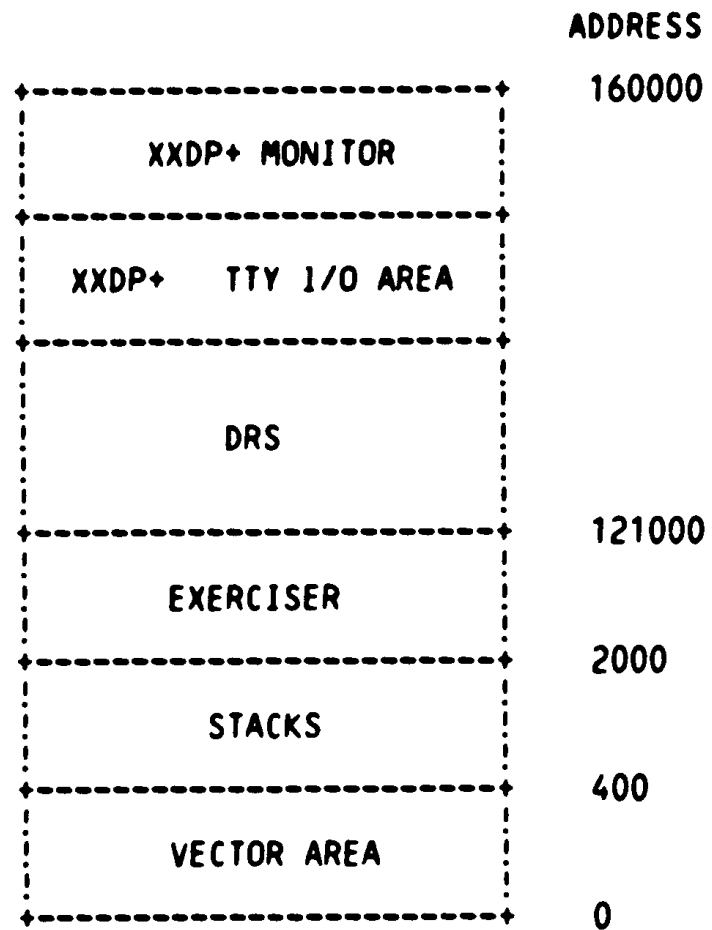 ADDRESS
160000
XXDP+ MONITOR
XXDP+ TTY I/O AREA
DRS
121000
EXERCISER
2000
STACKS
400
VECTOR AREA
0